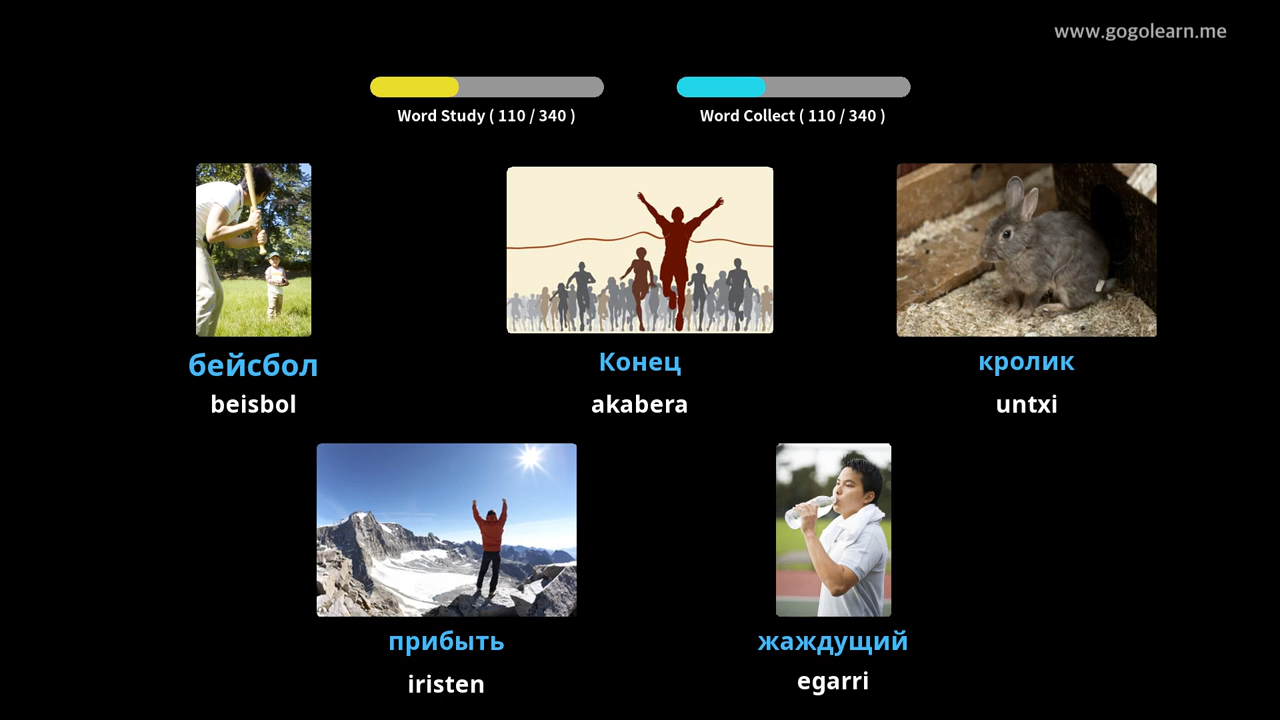 www.gogolearn.me
Word Study ( 110 / 340 )
Word Collect ( 110 / 340 )
бейсбол
beisbol
Конец
akabera
кролик
untxi
прибыть
iristen
жаждущий
egarri